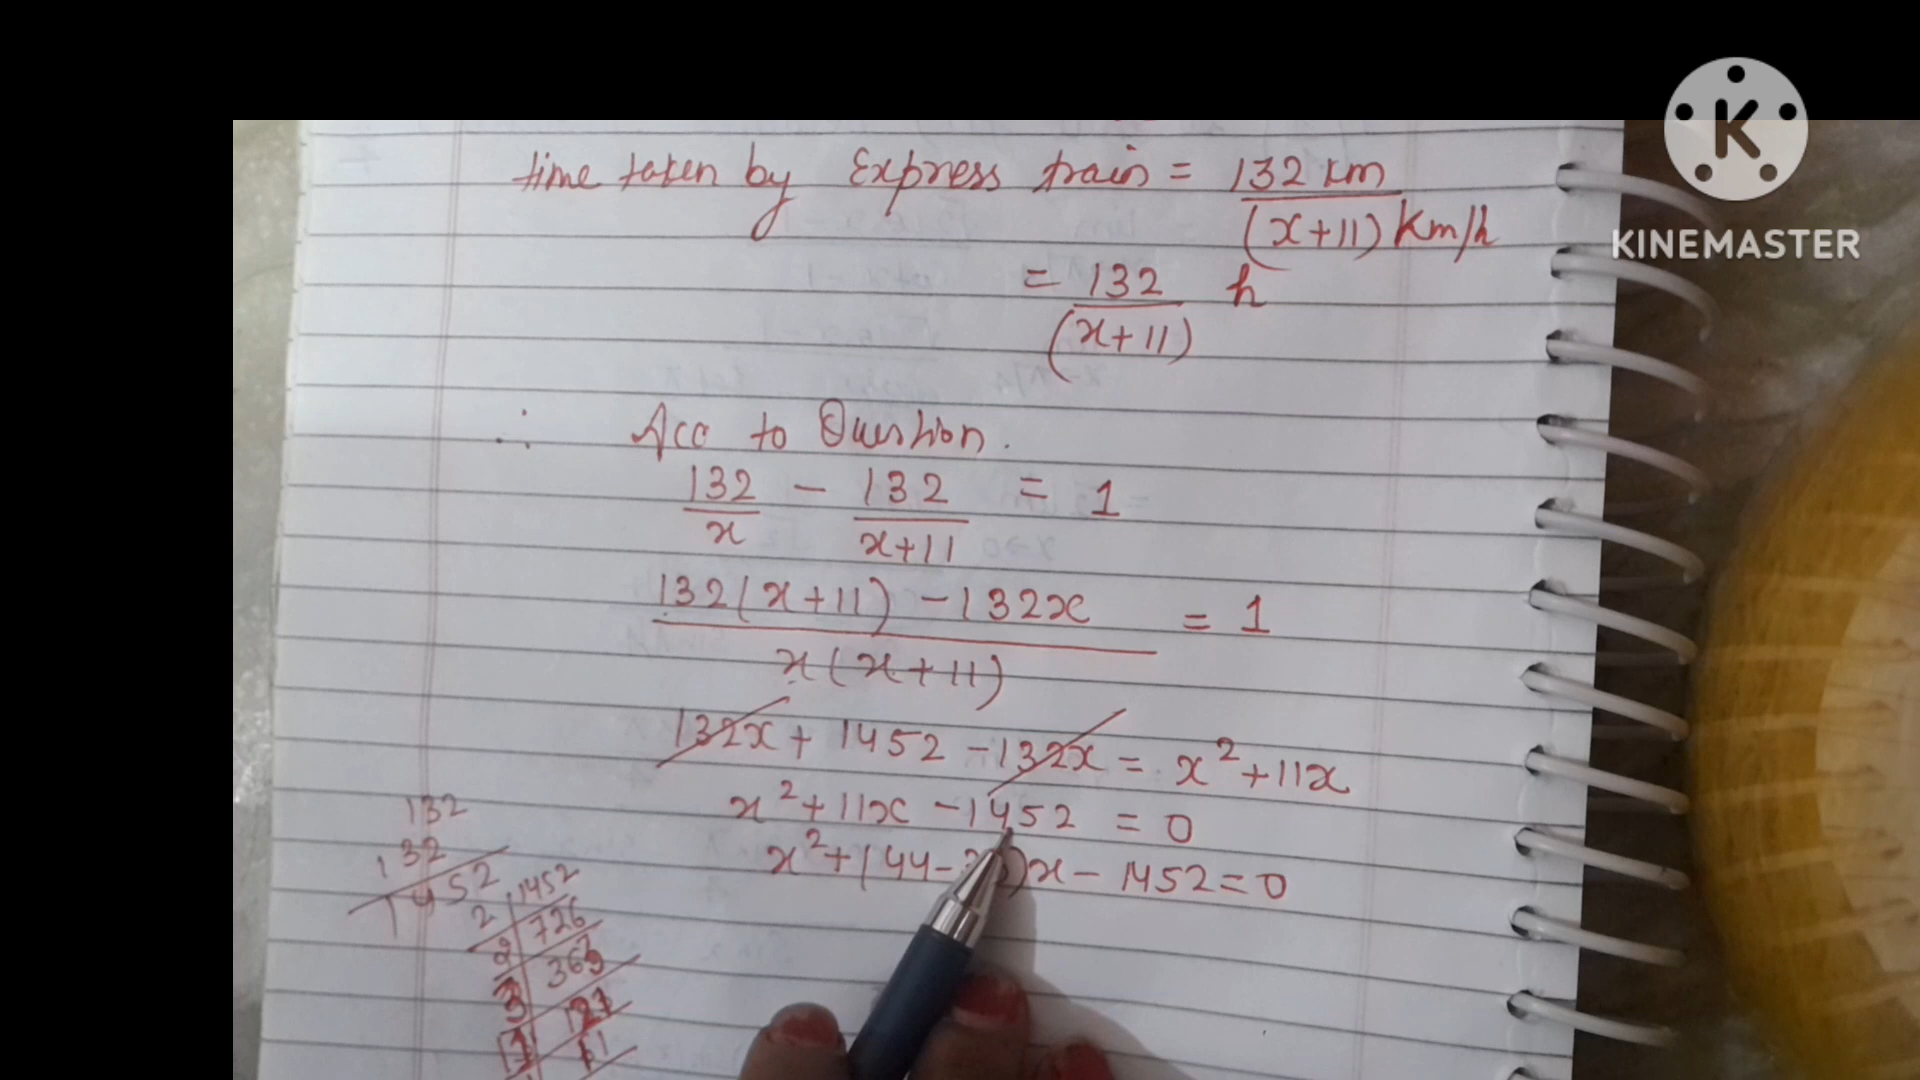 KINEMASTER
time taken by Express train = 132 km
(x+11) km/h
= 132 h
(x+11)
∴ Acc to Question.
132 - 132 = 1
x x+11
132(x+11) - 132x = 1
x(x+11)
132x + 1452 - 132x = x²+11x
x²+11x - 1452 = 0
x²+(44- )x - 1452 = 0
132
132
1452
2 1452
2 726
3 363